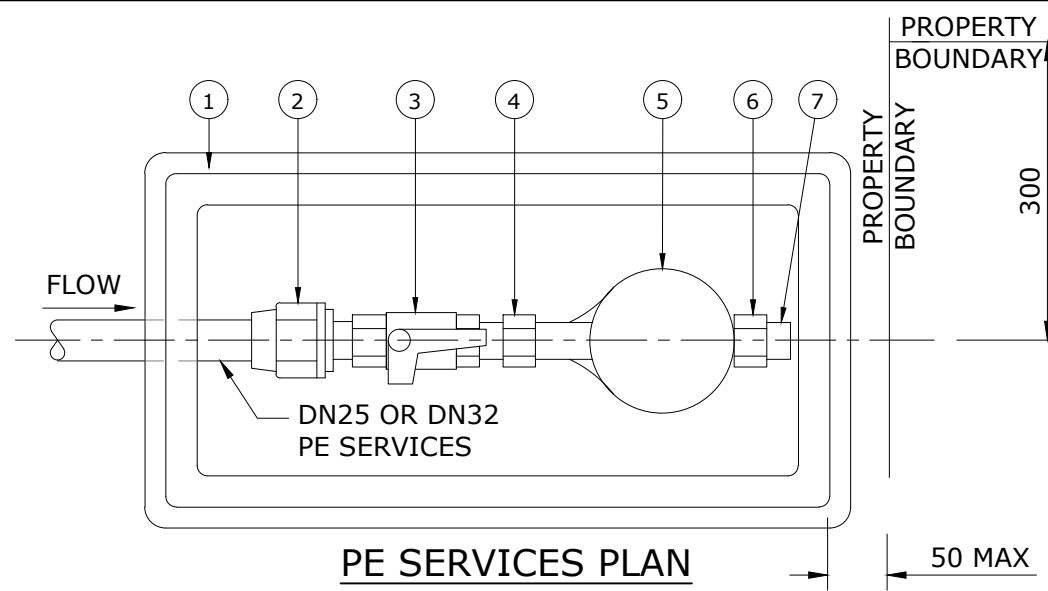 PROPERTY
BOUNDARY
1 2 3 4 5 6 7
PROPERTY
BOUNDARY
300
FLOW
DN25 OR DN32
PE SERVICES
PE SERVICES PLAN
50 MAX